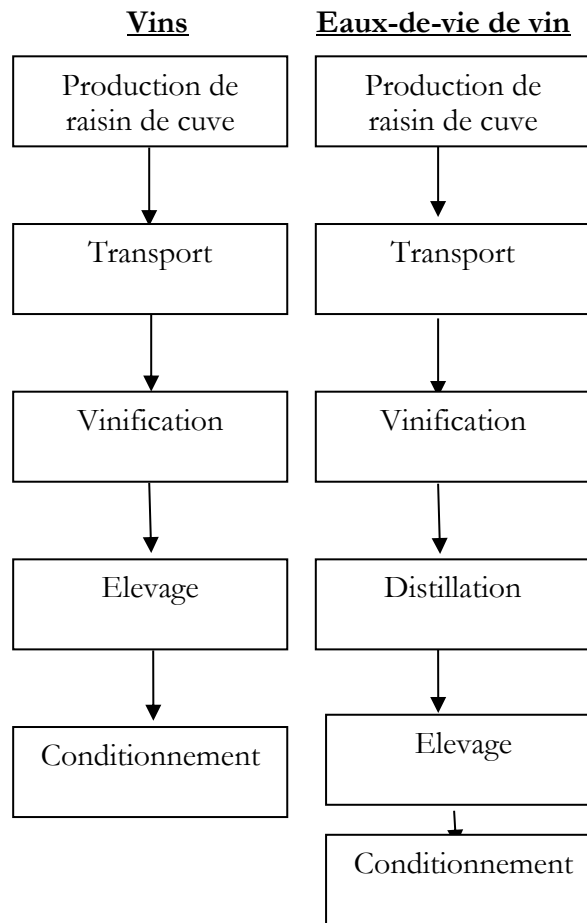 Vins
Production de
raisin de cuve
Transport
Vinification
Elevage
Conditionnement
Eaux-de-vie de vin
Production de
raisin de cuve
Transport
Vinification
Distillation
Elevage
Conditionnement